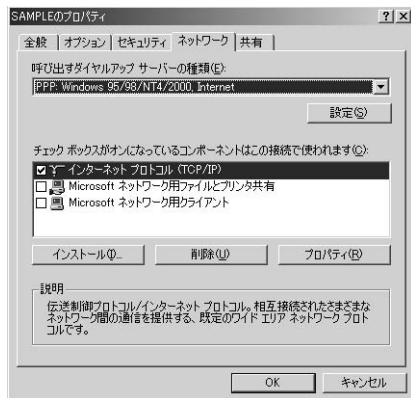 SAMPLEのプロパティ
全般 オプション セキュリティ ネットワーク 共有
呼び出すダイヤルアップ サーバーの種類(E):
PPP: Windows 95/98/NT4/2000, Internet
設定(S)
チェック ボックスがオンになっているコンポーネントはこの接続で使われます(C):
インターネット プロトコル (TCP/IP)
Microsoft ネットワーク用ファイルとプリンタ共有
Microsoft ネットワーク用クライアント
インストール(I)... 削除(U) プロパティ(R)
説明
伝送制御プロトコル/インターネット プロトコル。相互接続されたさまざまな
ネットワーク間の通信を提供する、既定のワイド エリア ネットワーク プロト
コルです。
OK キャンセル